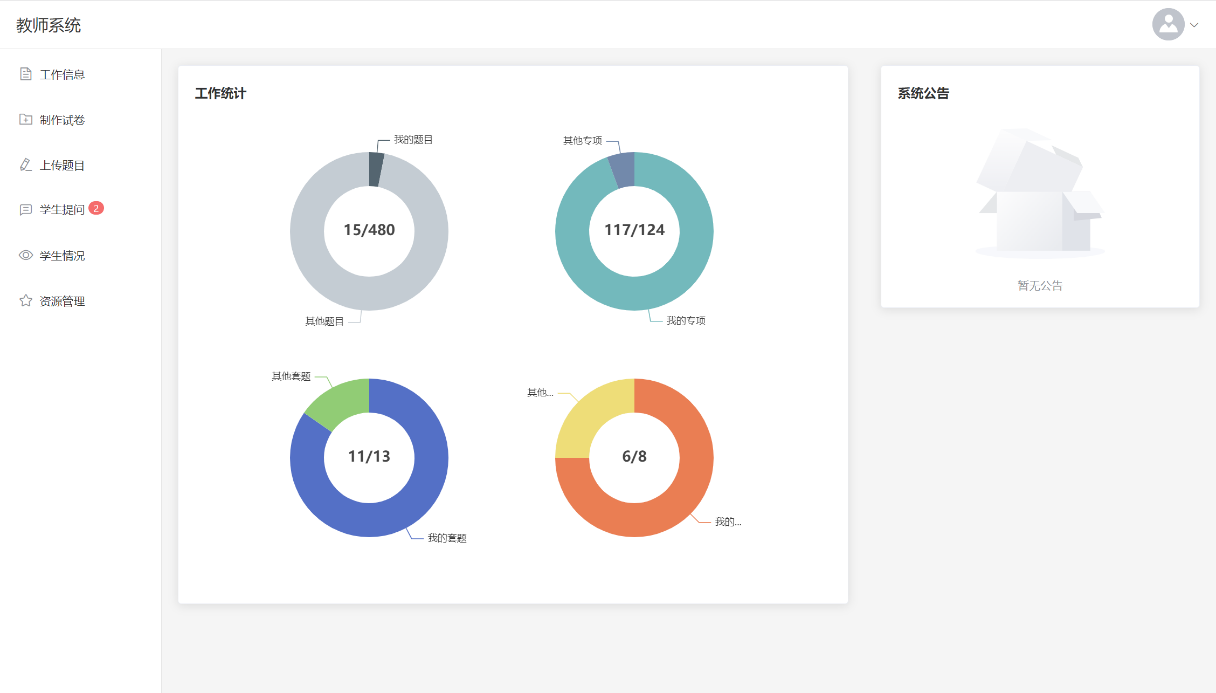 教师系统
工作信息
制作试卷
上传题目
学生提问 2
学生情况
资源管理
工作统计
我的题目
15/480
其他题目
其他专项
117/124
我的专项
其他套题
11/13
我的套题
其他...
6/8
我的...
系统公告
暂无公告